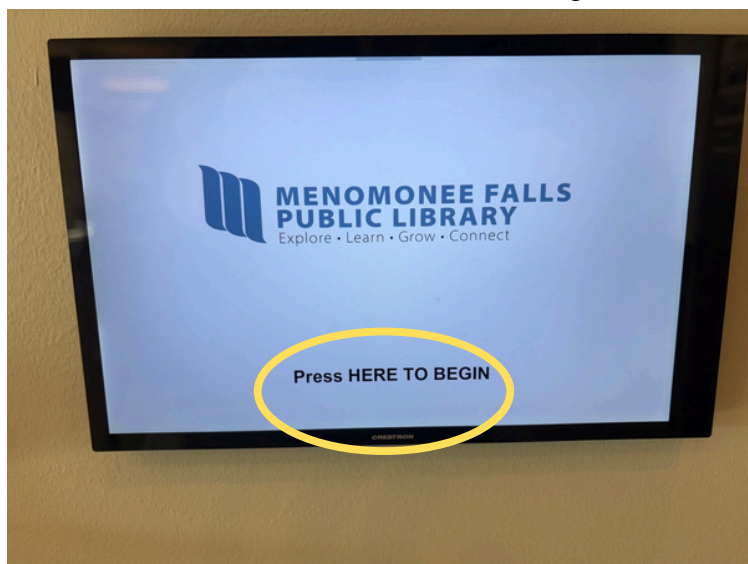 MENOMONEE FALLS
PUBLIC LIBRARY
Explore • Learn • Grow • Connect
Press HERE TO BEGIN
CRESTRON